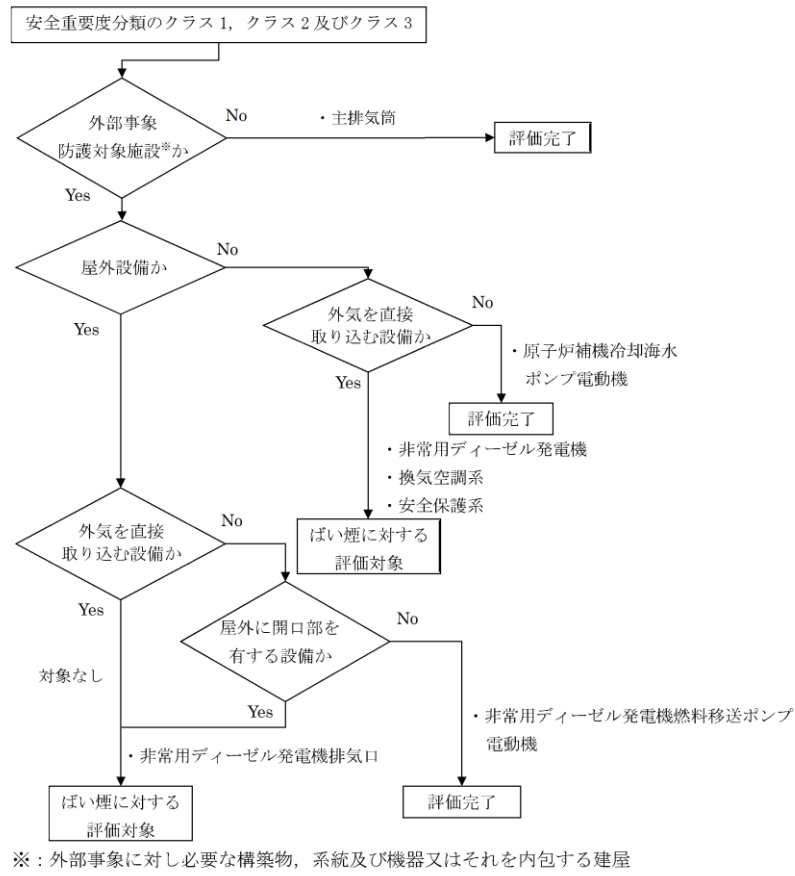 安全重要度分類のクラス1，クラス2及びクラス3
外部事象
防護対象施設※か
No
・主排気筒
評価完了
Yes
屋外設備か
No
外気を直接
取り込む設備か
No
・原子炉補機冷却海水
ポンプ電動機
評価完了
Yes
・非常用ディーゼル発電機
・換気空調系
・安全保護系
ばい煙に対する
評価対象
Yes
外気を直接
取り込む設備か
No
Yes
対象なし
屋外に開口部を
有する設備か
No
Yes
・非常用ディーゼル発電機燃料移送ポンプ
電動機
評価完了
・非常用ディーゼル発電機排気口
ばい煙に対する
評価対象
※：外部事象に対し必要な構築物，系統及び機器又はそれを内包する建屋